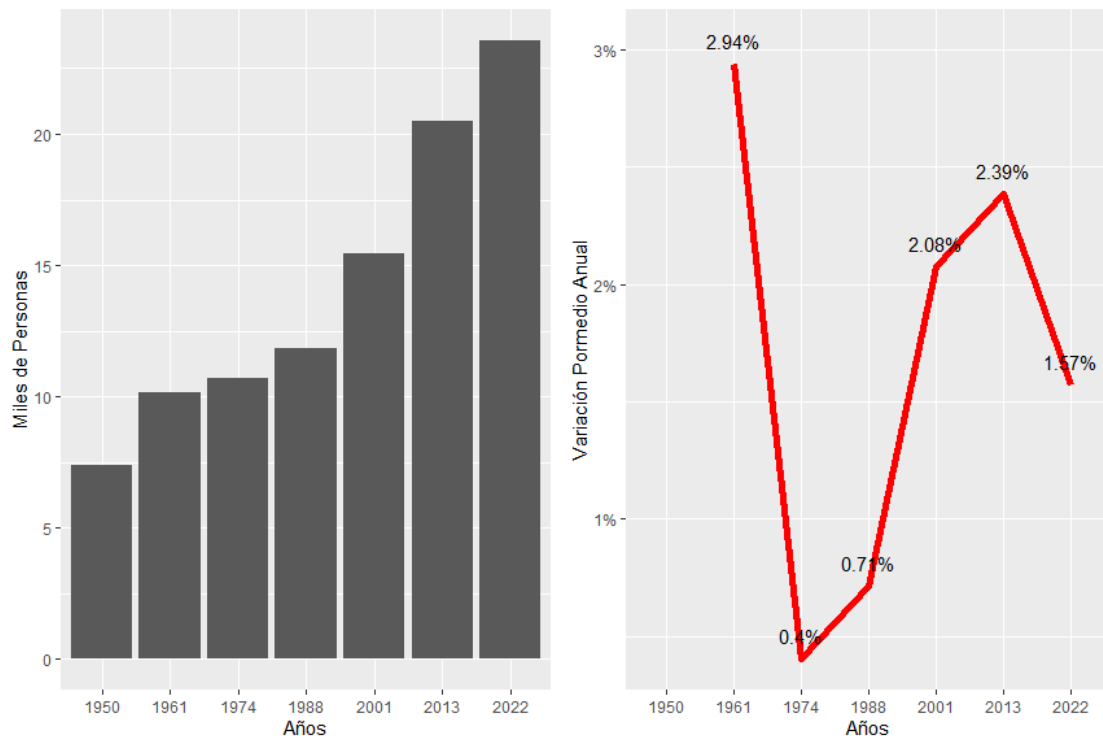 Miles de Personas
20
15
10
5
0
1950 1961 1974 1988 2001 2013 2022
Años
Variación Pormedio Anual
3%
2%
1%
2.94%
0.4%
0.71%
2.08%
2.39%
1.57%
1950 1961 1974 1988 2001 2013 2022
Años